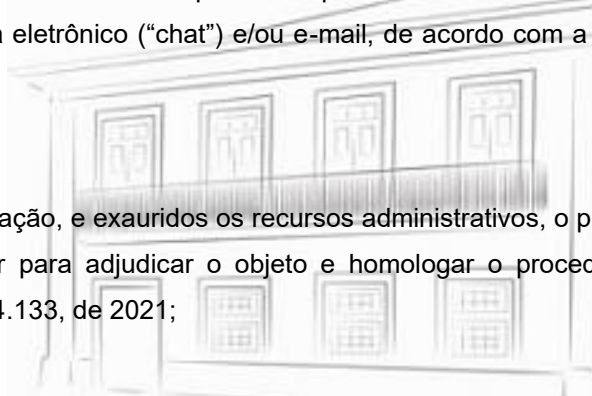 eletrônico (“chat”) e/ou e-mail, de acordo com a
ação, e exauridos os recursos administrativos, o p
r para adjudicar o objeto e homologar o proced
4.133, de 2021;